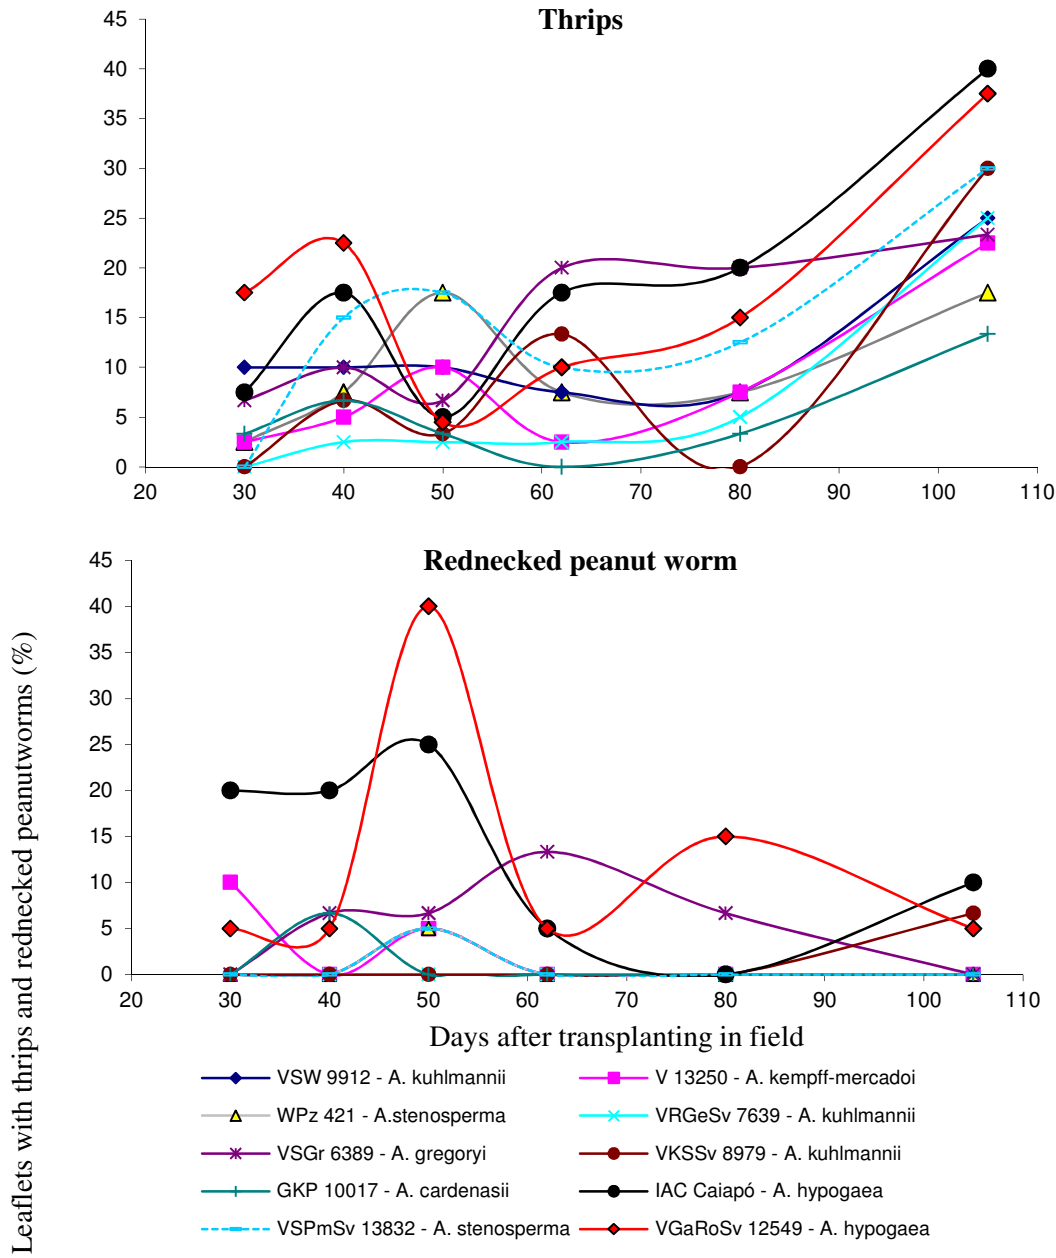 Thrips
45
40
35
30
25
20
15
10
5
0
20 30 40 50 60 70 80 90 100 110
Rednecked peanut worm
45
40
35
30
25
20
15
10
5
0
20 30 40 50 60 70 80 90 100 110
Days after transplanting in field
Leaflets with thrips and rednecked peanutworms (%)
VSW 9912 - A. kuhlmannii
V 13250 - A. kempff-mercadoi
WPz 421 - A.stenosperma
VRGeSv 7639 - A. kuhlmannii
VSGr 6389 - A. gregoryi
VKSSv 8979 - A. kuhlmannii
GKP 10017 - A. cardenasii
IAC Caiapó - A. hypogaea
VSPmSv 13832 - A. stenosperma
VGaRoSv 12549 - A. hypogaea